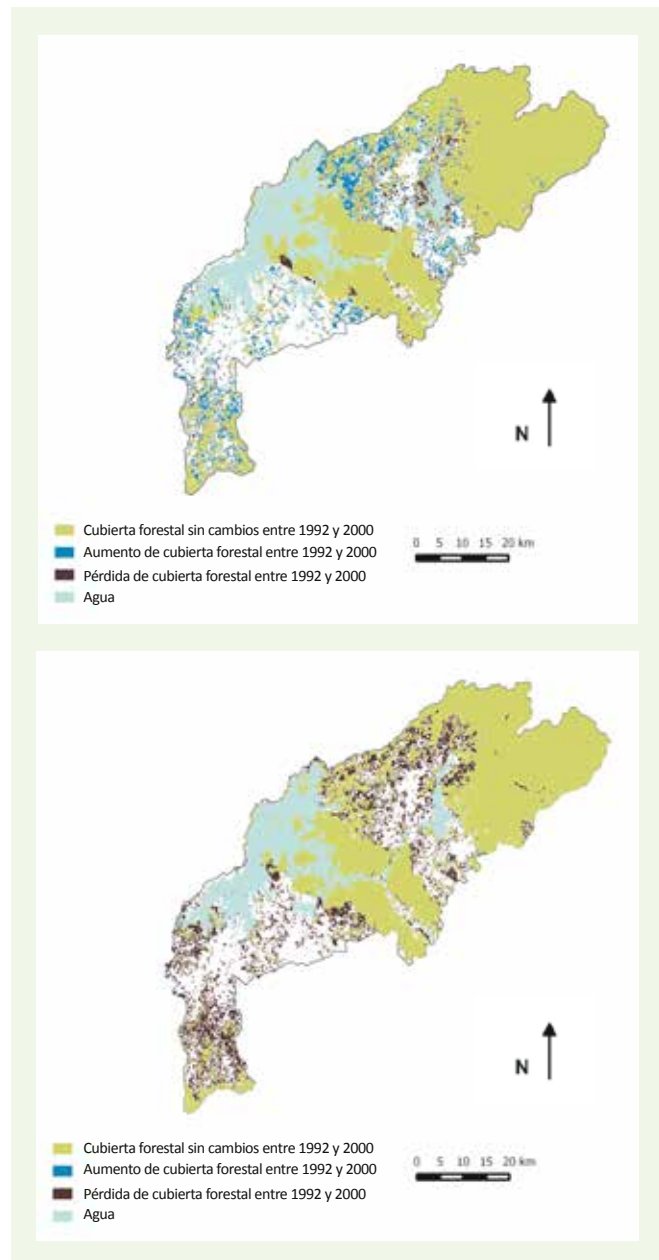 N
Cubierta forestal sin cambios entre 1992 y 2000
Aumento de cubierta forestal entre 1992 y 2000
Pérdida de cubierta forestal entre 1992 y 2000
Agua
0 5 10 15 20 km
N
Cubierta forestal sin cambios entre 1992 y 2000
Aumento de cubierta forestal entre 1992 y 2000
Pérdida de cubierta forestal entre 1992 y 2000
Agua
0 5 10 15 20 km